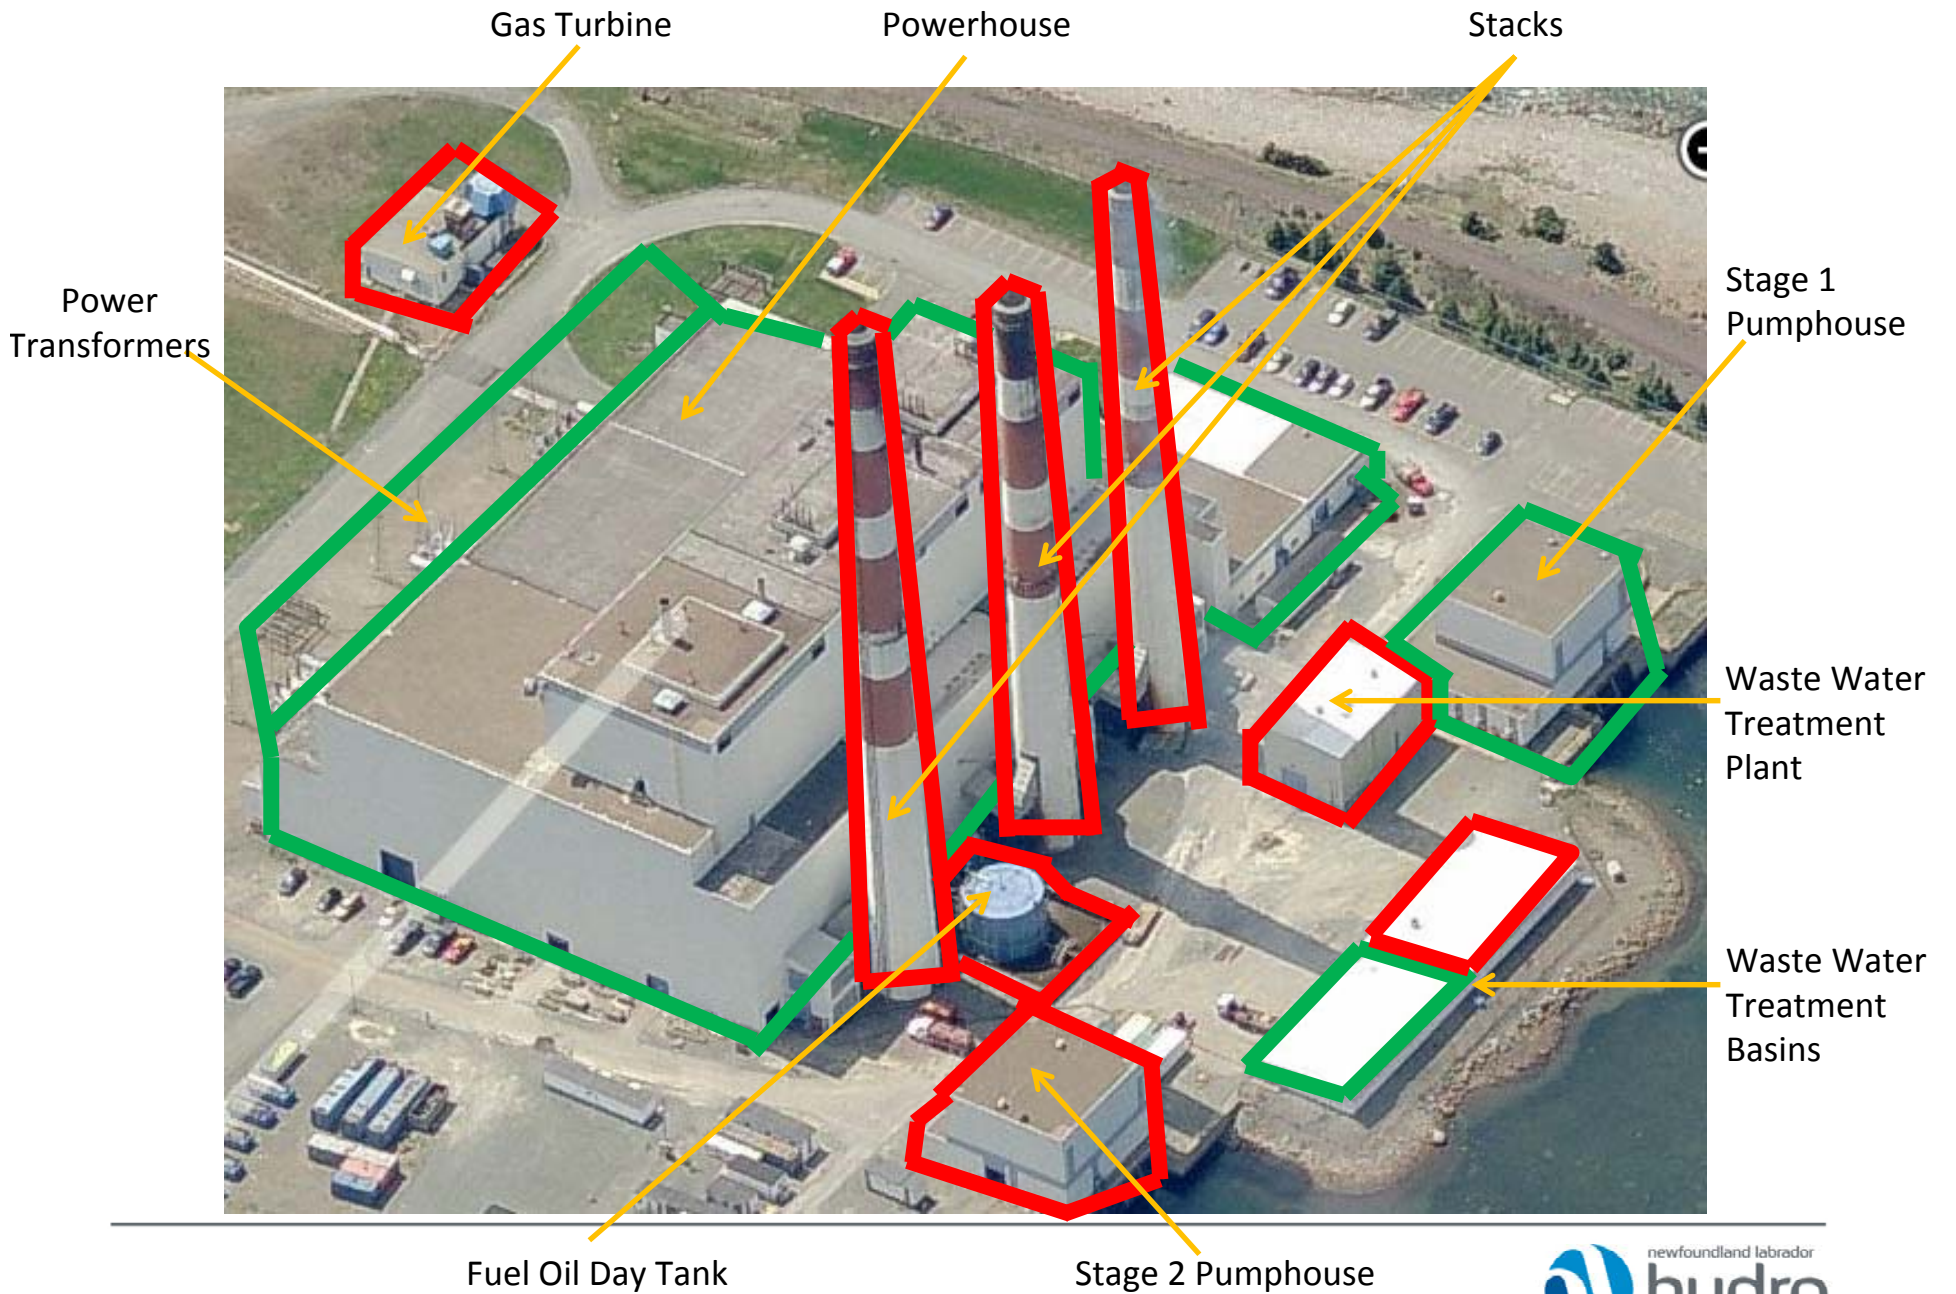 Gas Turbine
Powerhouse
Stacks
Power
Transformers
Stage 1
Pumphouse
Waste Water
Treatment
Plant
Waste Water
Treatment
Basins
Fuel Oil Day Tank
Stage 2 Pumphouse
newfoundland labrador
hydro